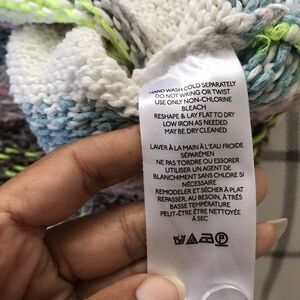 HAND WASH COLD SEPARATELY
DO NOT WRING OR TWIST
USE ONLY NON-CHLORINE
BLEACH
RESHAPE & LAY FLAT TO DRY
LOW IRON AS NEEDED
MAY BE DRY CLEANED
LAVER À LA MAIN À L'EAU FROIDE
SÉPARÉMEN
NE PAS TORDRE OU ESSORER
UTILISER UN AGENT DE
BLANCHIMENT SANS CHLORE SI
NÉCESSAIRE
REMODELER ET SÈCHER À PLAT
REPASSER, AU BESOIN, À TRÈS
BASSE TEMPÉRATURE
PEUT-ÊTRE ÊTRE NETTOYÉE
À SEC